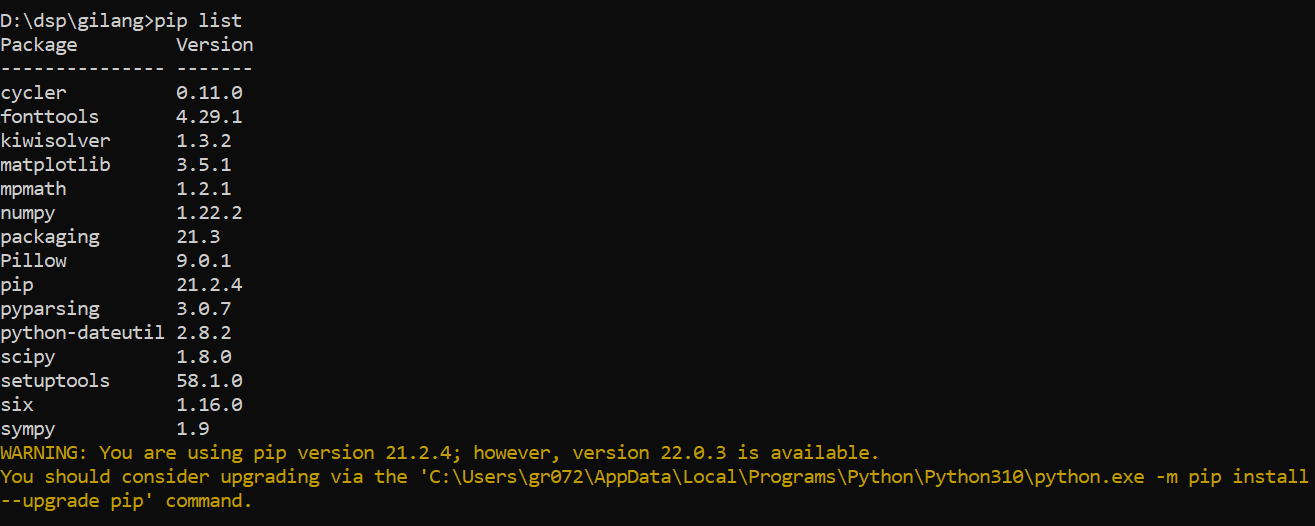 D:\dsp\gilang>pip list
Package         Version
--------------- -------
cycler          0.11.0
fonttools       4.29.1
kiwisolver      1.3.2
matplotlib      3.5.1
mpmath          1.2.1
numpy           1.22.2
packaging       21.3
Pillow          9.0.1
pip             21.2.4
pyparsing       3.0.7
python-dateutil 2.8.2
scipy           1.8.0
setuptools      58.1.0
six             1.16.0
sympy           1.9
WARNING: You are using pip version 21.2.4; however, version 22.0.3 is available.
You should consider upgrading via the 'C:\Users\gr072\AppData\Local\Programs\Python\Python310\python.exe -m pip install
--upgrade pip' command.